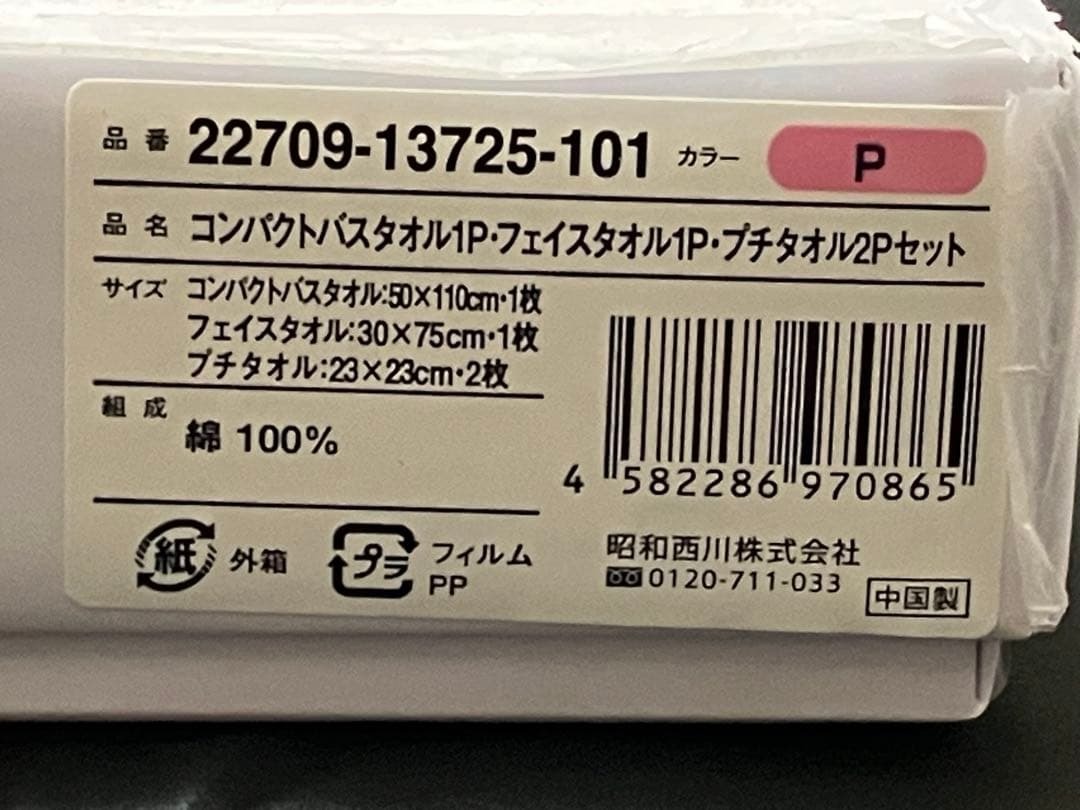 品番 22709-13725-101 カラー P
品名 コンパクトバスタオル1P・フェイスタオル1P・プチタオル2Pセット
サイズ コンパクトバスタオル:50×110cm・1枚
フェイスタオル:30×75cm・1枚
プチタオル:23×23cm・2枚
組成 綿 100%
4 582286 970865
紙 外箱 プラ フィルム
PP
昭和西川株式会社
0120-711-033
中国製